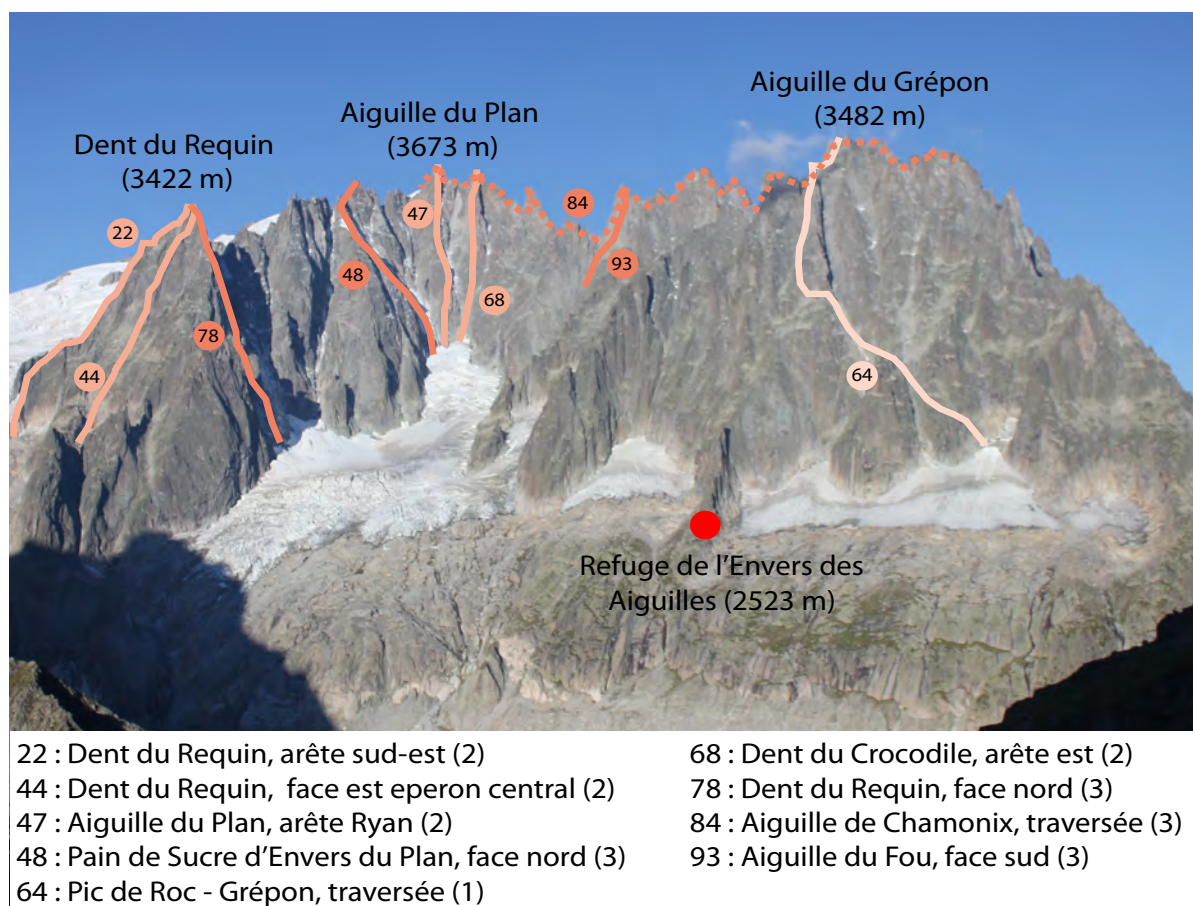 Aiguille du Grépon
(3482 m)
Aiguille du Plan
(3673 m)
Dent du Requin
(3422 m)
22
47
84
48
93
68
78
44
64
Refuge de l'Envers des
Aiguilles (2523 m)
22 : Dent du Requin, arête sud-est (2)
44 : Dent du Requin, face est eperon central (2)
47 : Aiguille du Plan, arête Ryan (2)
48 : Pain de Sucre d'Envers du Plan, face nord (3)
64 : Pic de Roc - Grépon, traversée (1)
68 : Dent du Crocodile, arête est (2)
78 : Dent du Requin, face nord (3)
84 : Aiguille de Chamonix, traversée (3)
93 : Aiguille du Fou, face sud (3)